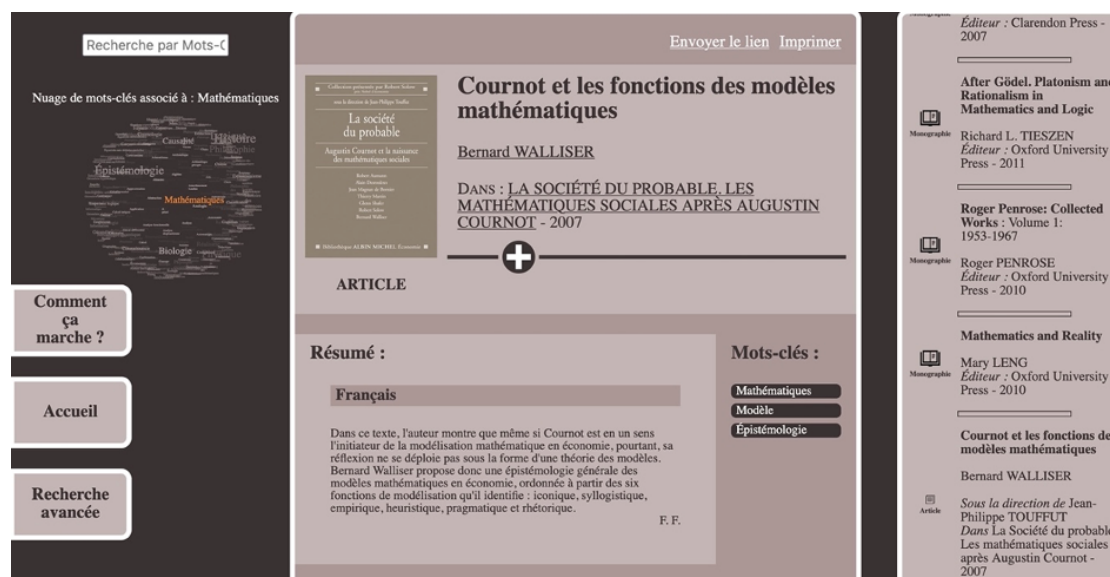 Recherche par Mots-C
Nuage de mots-clés associé à : Mathématiques
Causalité
Histoire
Philosophie
Épistémologie
Mathématiques
Biologie
Comment
ça
marche ?
Accueil
Recherche
avancée
Envoyer le lien Imprimer
La société
du probable
Augustin Cournot et la naissance
des mathématiques sociales
Bibliothèque ALBIN MICHEL Économie
ARTICLE
Cournot et les fonctions des modèles
mathématiques
Bernard WALLISER
DANS : LA SOCIÉTÉ DU PROBABLE. LES
MATHÉMATIQUES SOCIALES APRÈS AUGUSTIN
COURNOT - 2007
Résumé :
Français
Dans ce texte, l'auteur montre que même si Cournot est en un sens
l'initiateur de la modélisation mathématique en économie, pourtant, sa
réflexion ne se déploie pas sous la forme d'une théorie des modèles.
Bernard Walliser propose donc une épistémologie générale des
modèles mathématiques en économie, ordonnée à partir des six
fonctions de modélisation qu'il identifie : iconique, syllogistique,
empirique, heuristique, pragmatique et rhétorique.
F. F.
Mots-clés :
Mathématiques
Modèle
Épistémologie
Éditeur : Clarendon Press -
2007
After Gödel. Platonism and
Rationalism in
Mathematics and Logic
Monographie
Richard L. TIESZEN
Éditeur : Oxford University
Press - 2011
Roger Penrose: Collected
Works : Volume 1:
1953-1967
Monographie
Roger PENROSE
Éditeur : Oxford University
Press - 2010
Mathematics and Reality
Monographie
Mary LENG
Éditeur : Oxford University
Press - 2010
Cournot et les fonctions de
modèles mathématiques
Bernard WALLISER
Article
Sous la direction de Jean-
Philippe TOUFFUT
Dans La Société du probable
Les mathématiques sociales
après Augustin Cournot -
2007